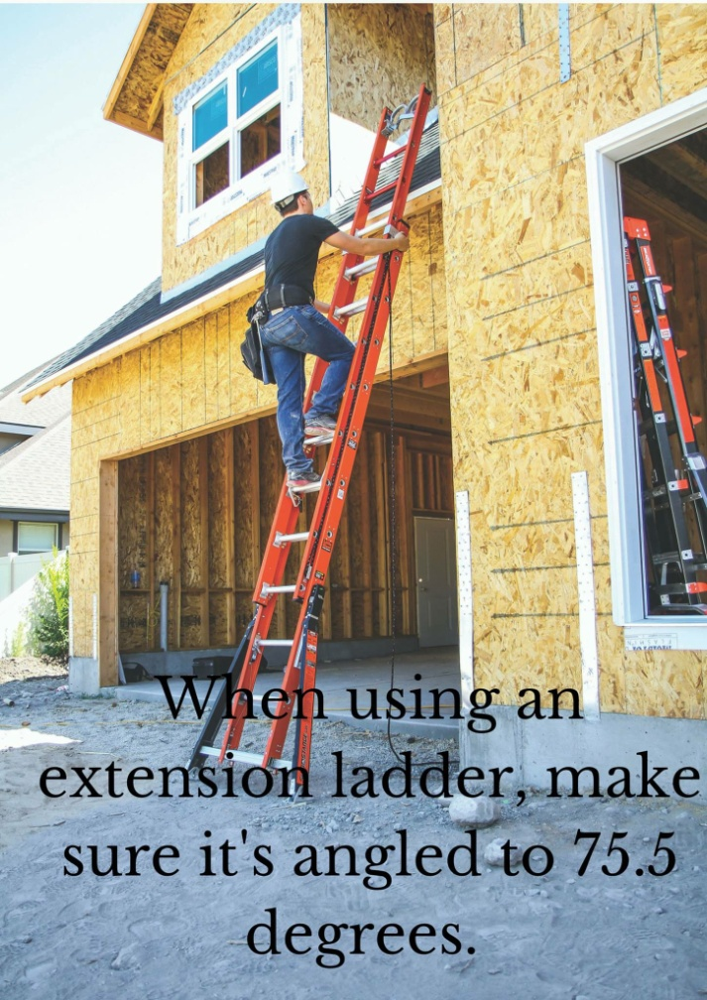 When using an
extension ladder, make
sure it's angled to 75.5
degrees.